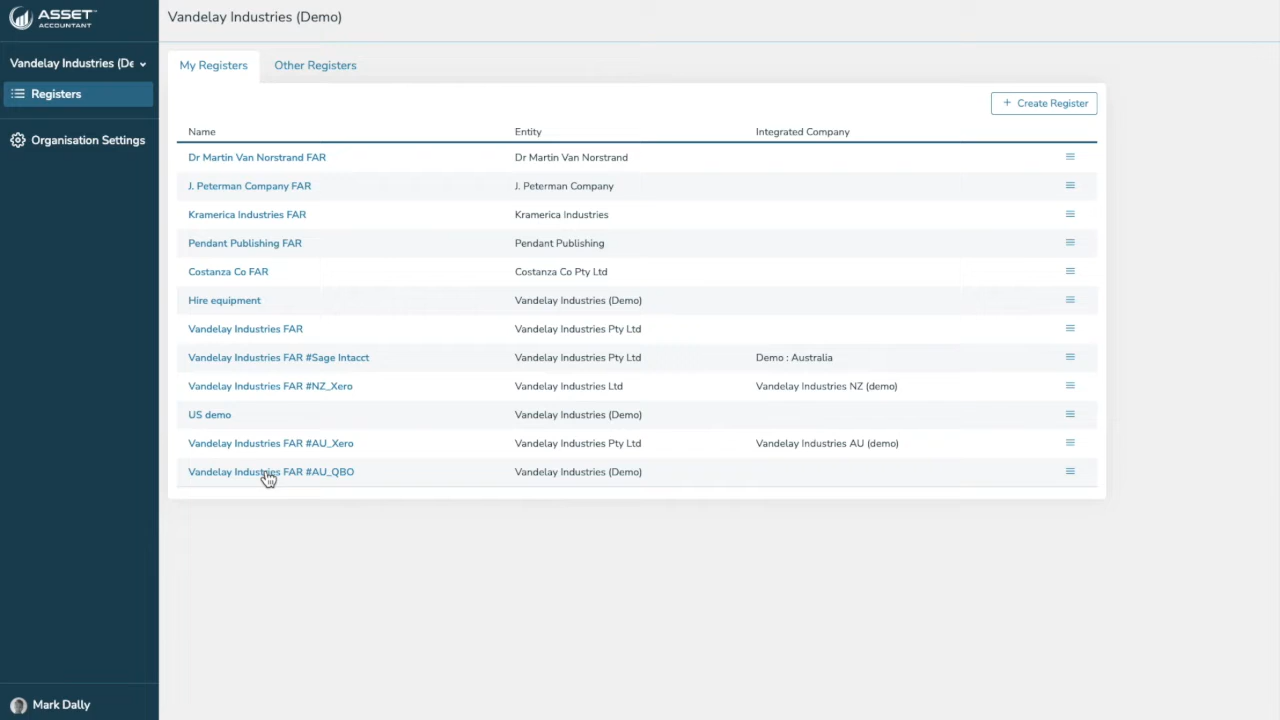 ASSET
ACCOUNTANT
Vandelay Industries (De
Registers
Organisation Settings
Mark Dally
Vandelay Industries (Demo)
My Registers Other Registers
+ Create Register
Name Entity Integrated Company
Dr Martin Van Norstrand FAR Dr Martin Van Norstrand
J. Peterman Company FAR J. Peterman Company
Kramerica Industries FAR Kramerica Industries
Pendant Publishing FAR Pendant Publishing
Costanza Co FAR Costanza Co Pty Ltd
Hire equipment Vandelay Industries (Demo)
Vandelay Industries FAR Vandelay Industries Pty Ltd
Vandelay Industries FAR #Sage Intacct Vandelay Industries Pty Ltd Demo : Australia
Vandelay Industries FAR #NZ_Xero Vandelay Industries Ltd Vandelay Industries NZ (demo)
US demo Vandelay Industries (Demo)
Vandelay Industries FAR #AU_Xero Vandelay Industries Pty Ltd Vandelay Industries AU (demo)
Vandelay Industries FAR #AU_QBO Vandelay Industries (Demo)